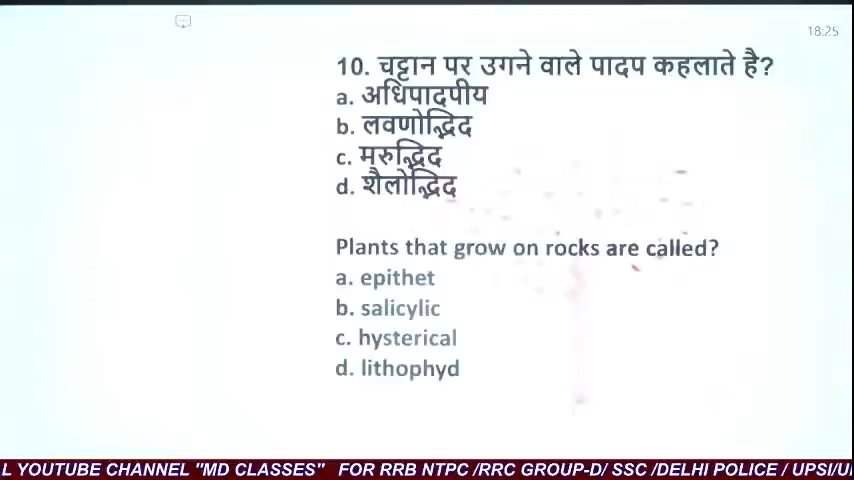 18:25
10. चट्टान पर उगने वाले पादप कहलाते है?
a. अधिपादपीय
b. लवणोद्भिद
c. मरुद्भिद
d. शैलोद्भिद
Plants that grow on rocks are called?
a. epithet
b. salicylic
c. hysterical
d. lithophyd
L YOUTUBE CHANNEL "MD CLASSES" FOR RRB NTPC /RRC GROUP-D/ SSC /DELHI POLICE / UPSI/U